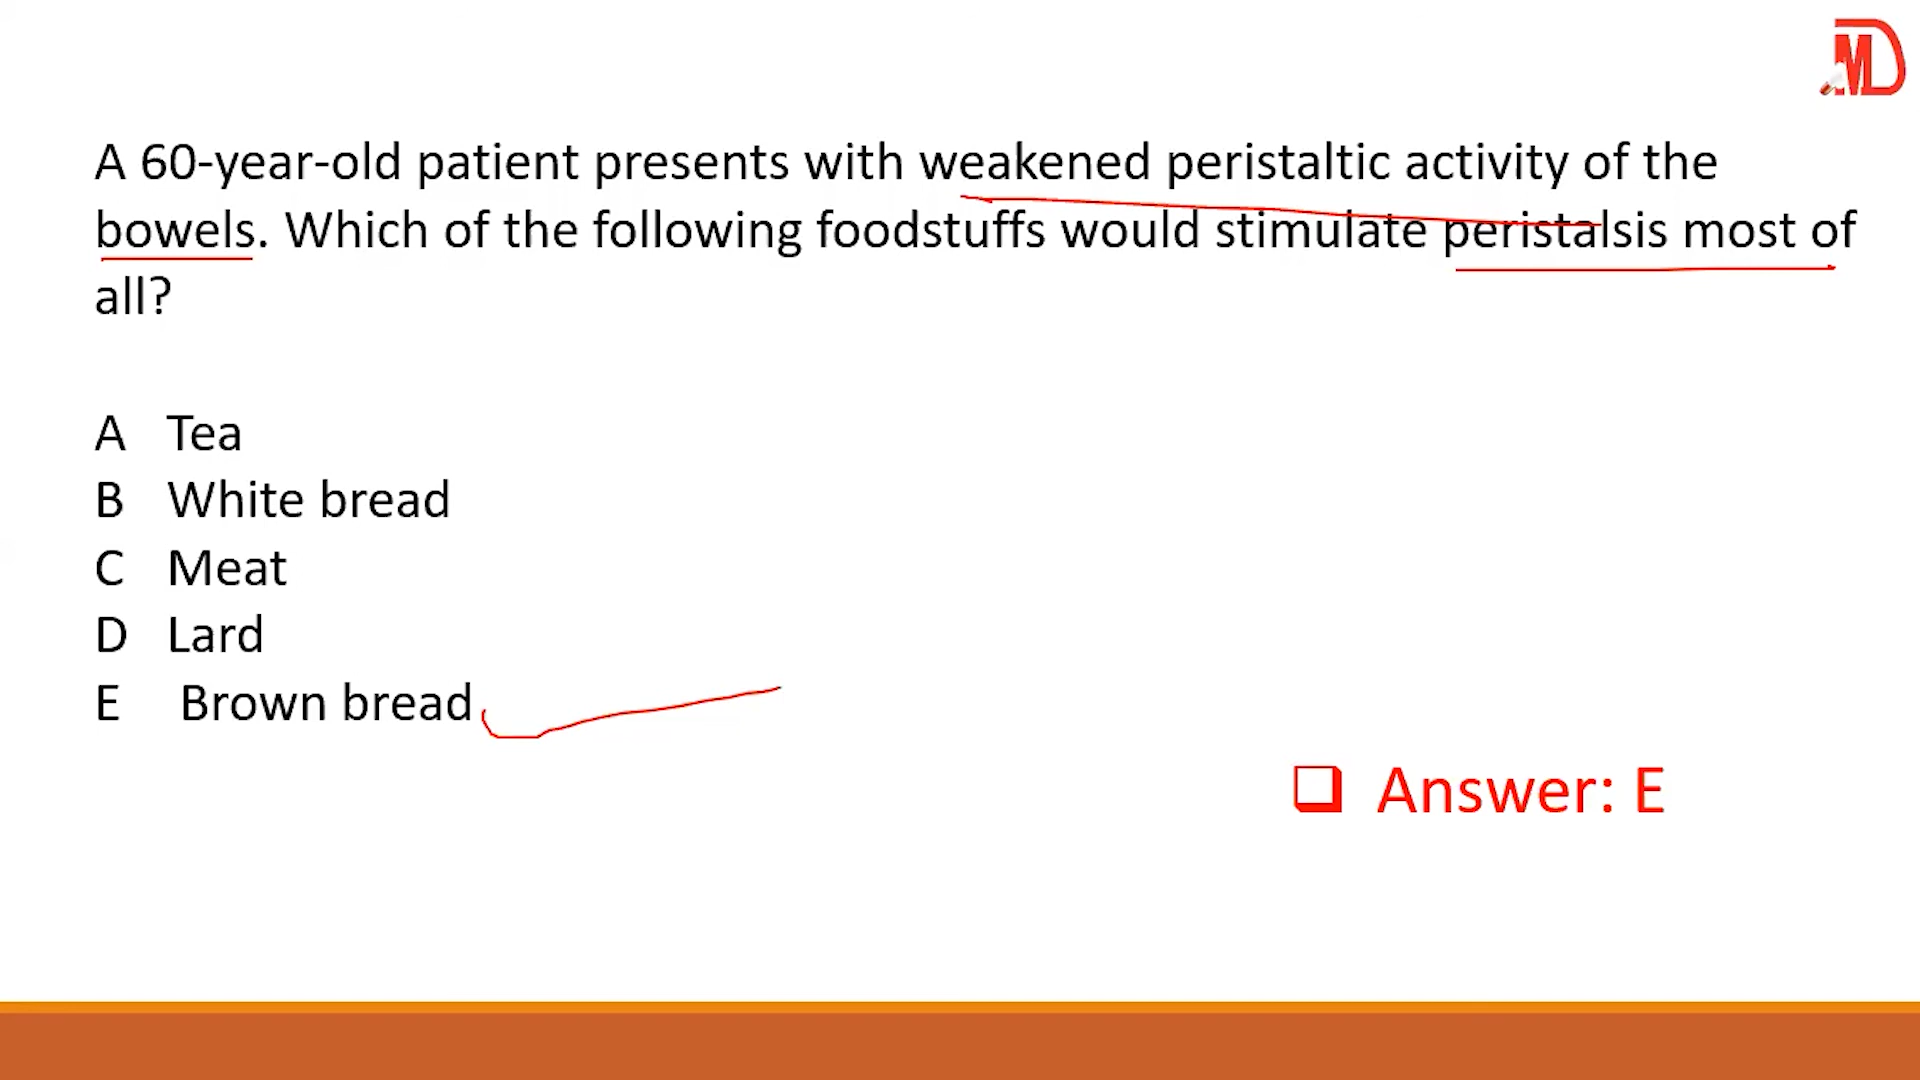 MD
A 60-year-old patient presents with weakened peristaltic activity of the
bowels. Which of the following foodstuffs would stimulate peristalsis most of
all?
A Tea
B White bread
C Meat
D Lard
E Brown bread
Answer: E